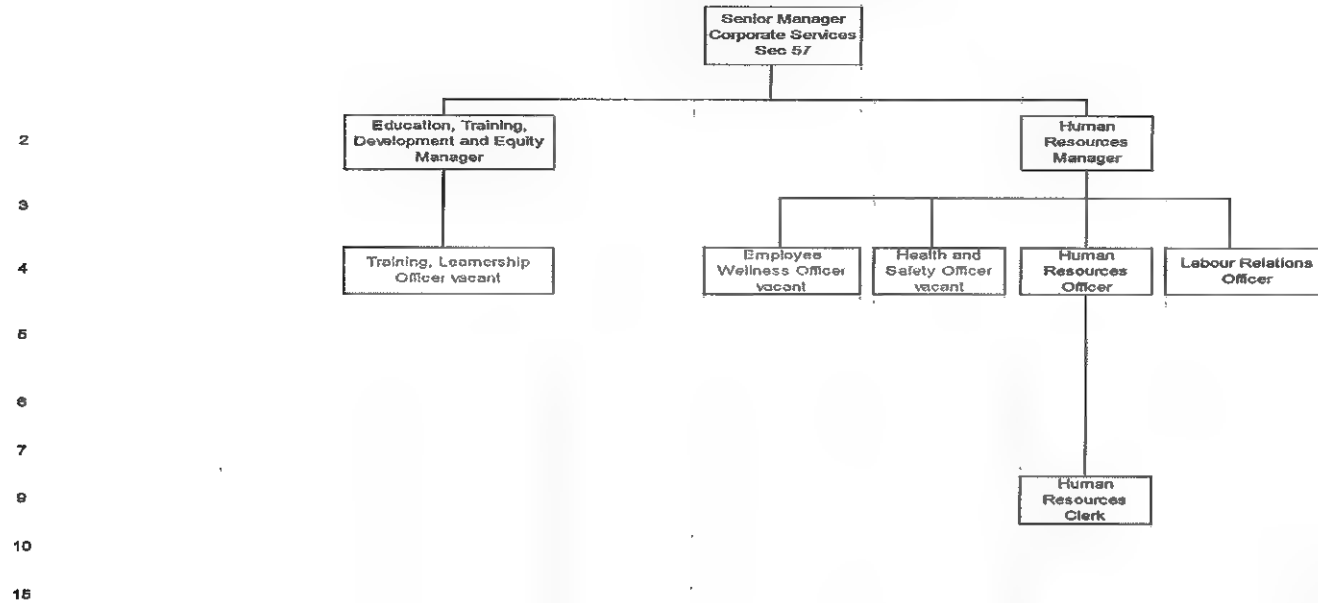 Senior Manager
Corporate Services
Sec 57
2
Education, Training,
Development and Equity
Manager
Human
Resources
Manager
3
4
Training, Learnership
Officer vacant
Employee
Wellness Officer
vacant
Health and
Safety Officer
vacant
Human
Resources
Officer
Labour Relations
Officer
5
6
7
9
Human
Resources
Clerk
10
15